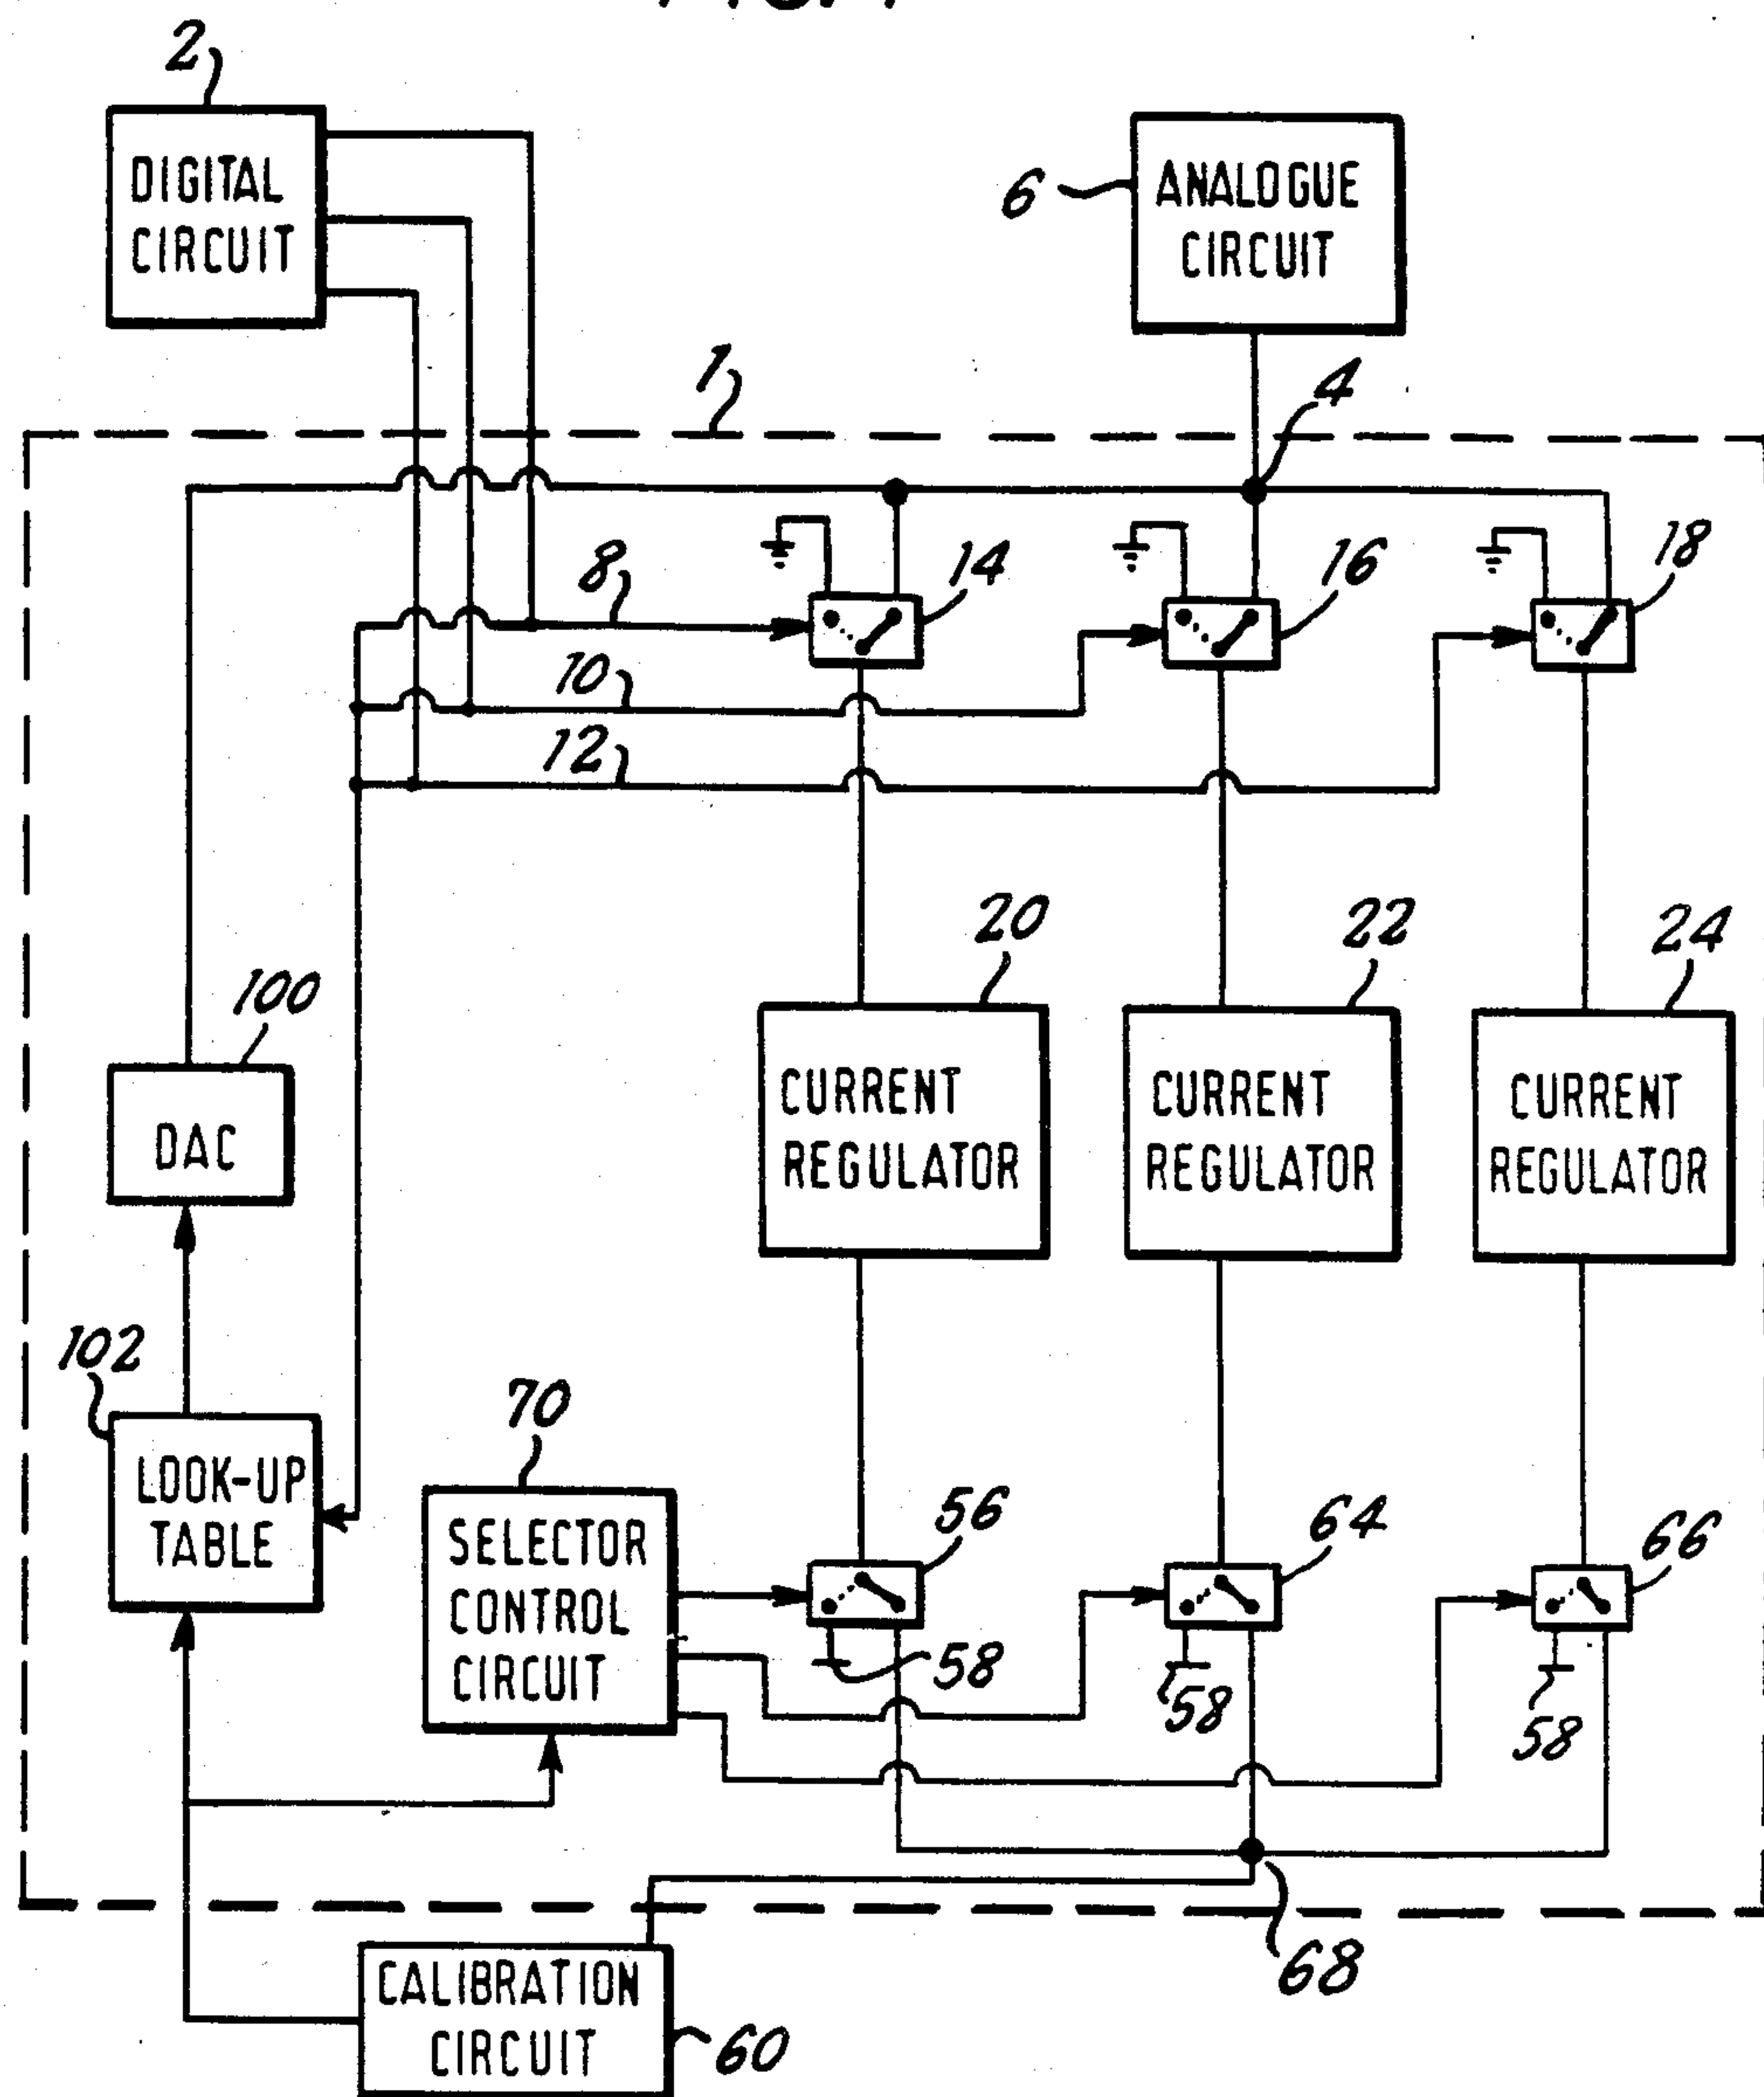 2
DIGITAL
CIRCUIT
6
ANALOGUE
CIRCUIT
1
4
8
14
16
18
10
12
20
22
24
100
DAC
CURRENT
REGULATOR
CURRENT
REGULATOR
CURRENT
REGULATOR
102
LOOK-UP
TABLE
70
SELECTOR
CONTROL
CIRCUIT
56
64
66
58
58
58
68
CALIBRATION
CIRCUIT
60